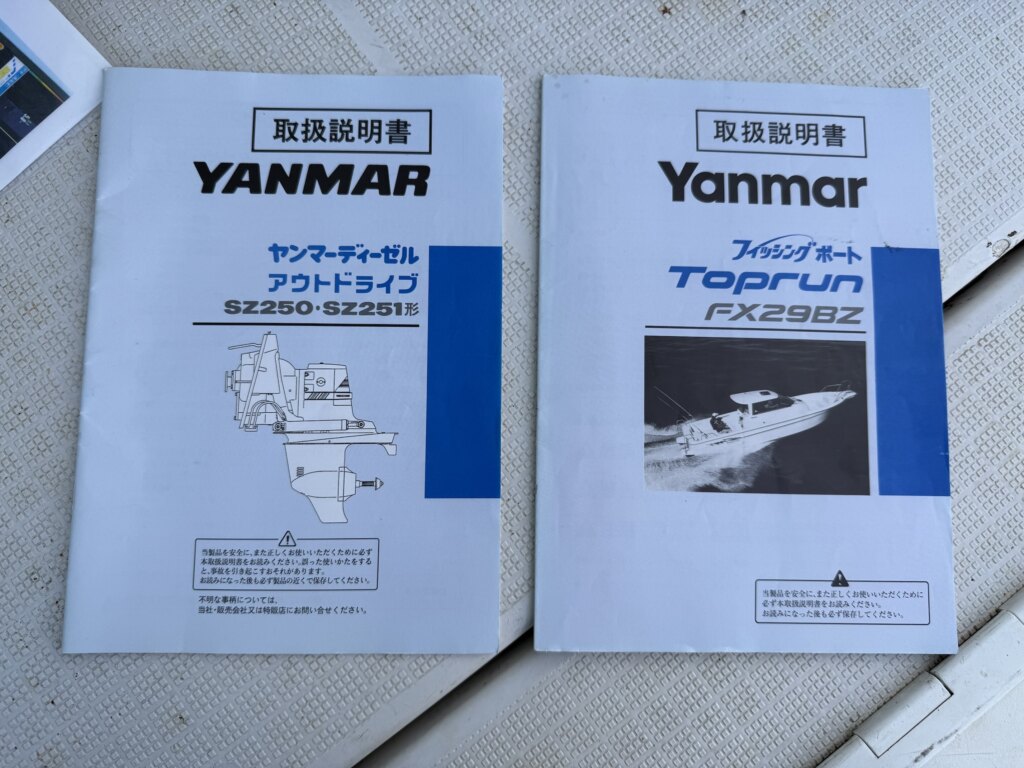 取扱説明書
YANMAR
ヤンマーディーゼル
アウトドライブ
SZ250・SZ251形
当製品を安全に、また正しくお使いいただくために必ず
本取扱説明書をお読みください。誤った使いかたをする
と、事故を引き起こすおそれがあります。
お読みになった後も必ず製品の近くで保存してください。
不明な事柄については、
当社・販売会社又は特販店にお問い合せください。
取扱説明書
Yanmar
フィッシングボート
Toprun
FX29BZ
当製品を安全に、また正しくお使いいただくために
必ず本取扱説明書をお読みください。
お読みになった後も必ず保存してください。